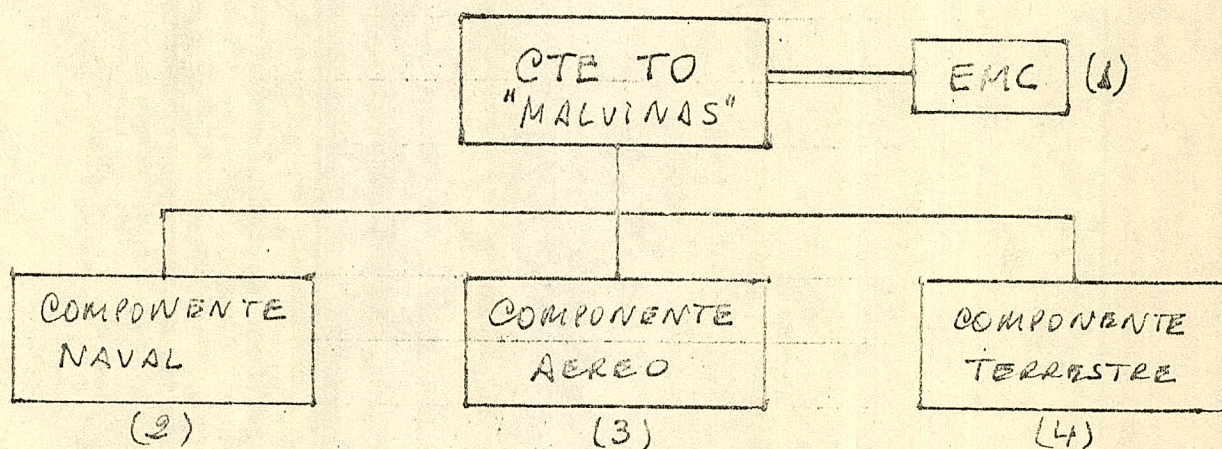 CTE TO
"MALVINAS"
EMC (1)
COMPONENTE
NAVAL
(2)
COMPONENTE
AEREO
(3)
COMPONENTE
TERRESTRE
(4)